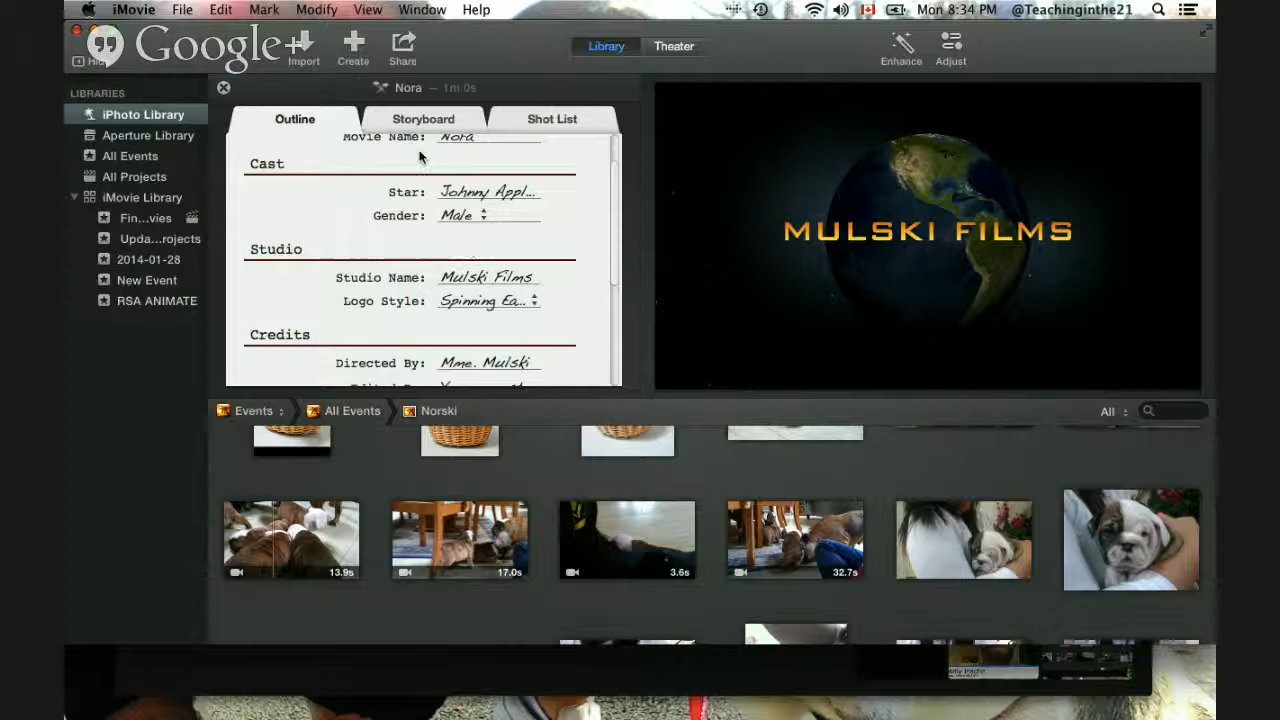 iMovie File Edit Mark Modify View Window Help Mon 8:34 PM @Teachinginthe21
Google+
Import Create Share Library Theater Enhance Adjust
LIBRARIES
iPhoto Library
Aperture Library
All Events
All Projects
iMovie Library
Fin...vies
Upda...rojects
2014-01-28
New Event
RSA ANIMATE
Nora — 1m 0s
Outline Storyboard Shot List
Movie Name: Nora
Cast
Star: Johnny Appl...
Gender: Male
Studio
Studio Name: Mulski Films
Logo Style: Spinning Ea...
Credits
Directed By: Mme. Mulski
MULSKI FILMS
Events All Events Norski All
13.9s 17.0s 3.6s 32.7s